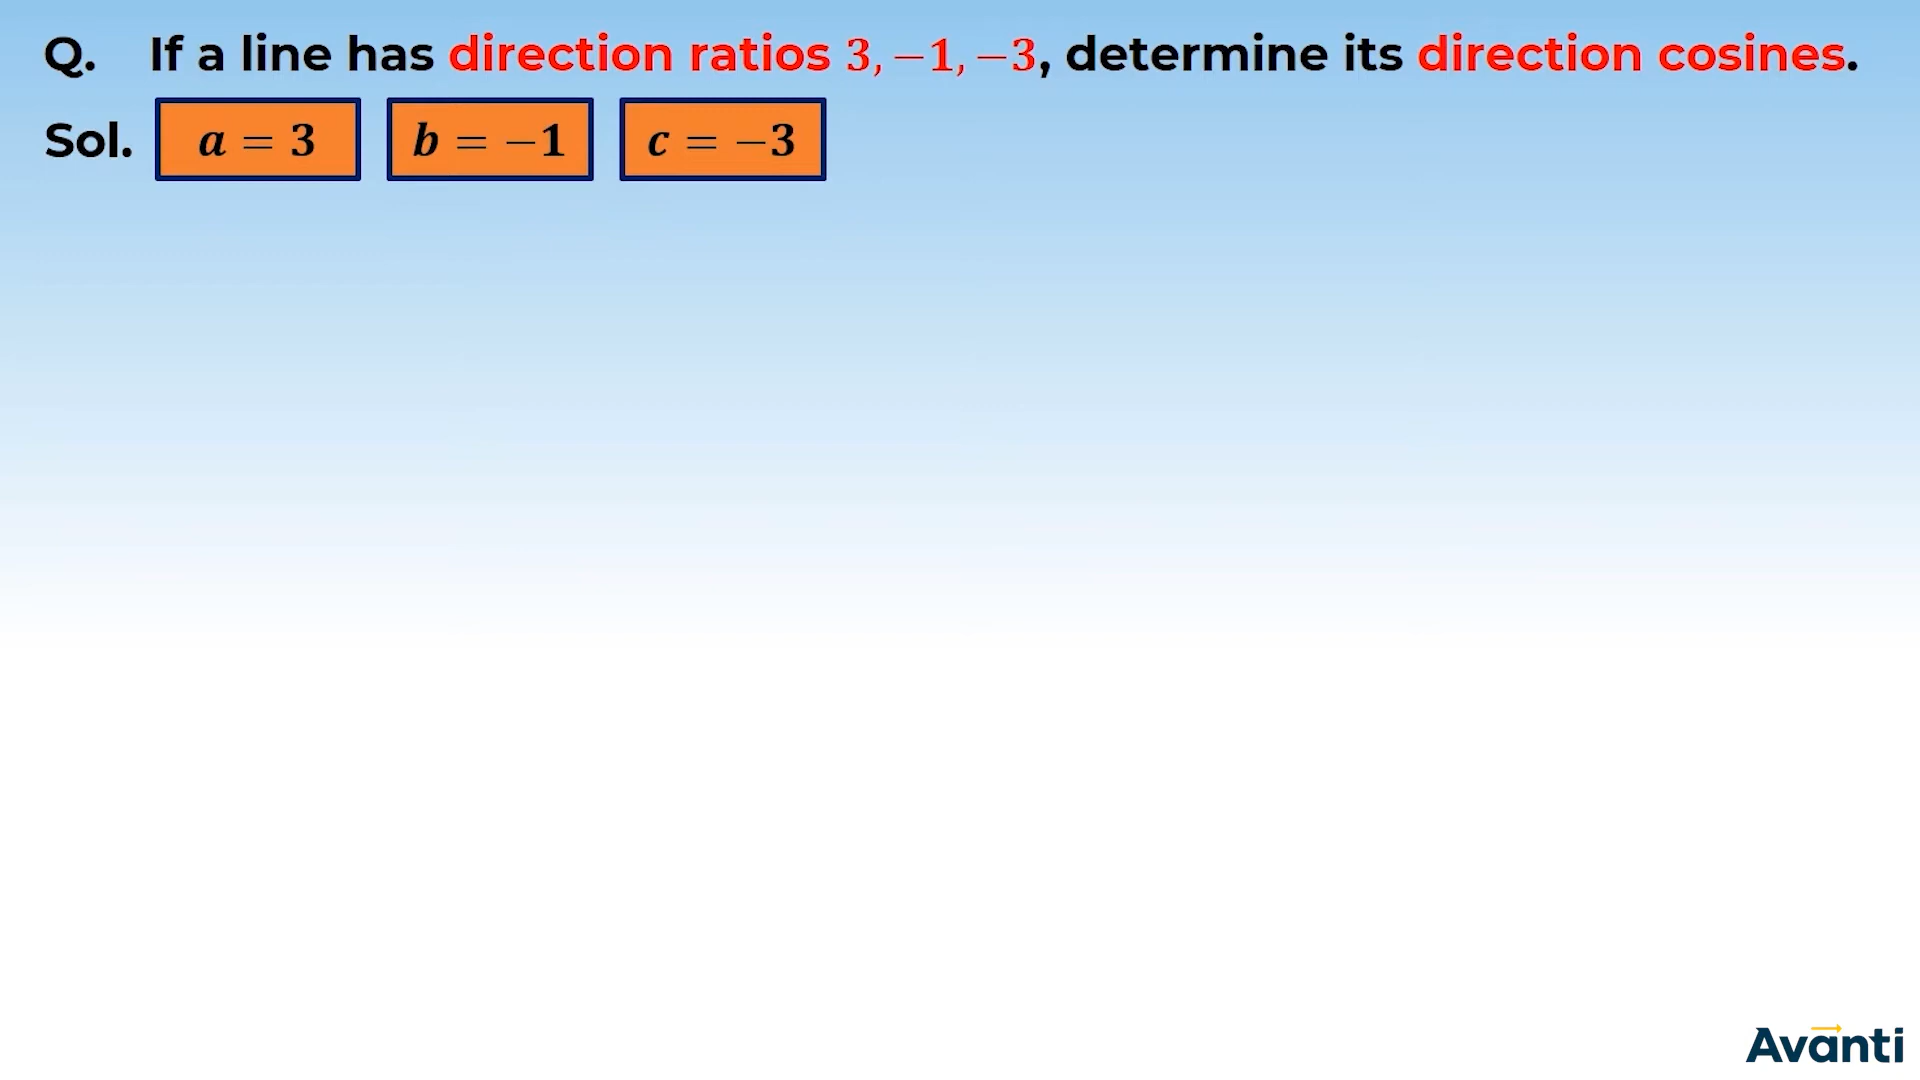 Q. If a line has direction ratios 3, −1, −3, determine its direction cosines.
Sol. a = 3 b = −1 c = −3
Avanti